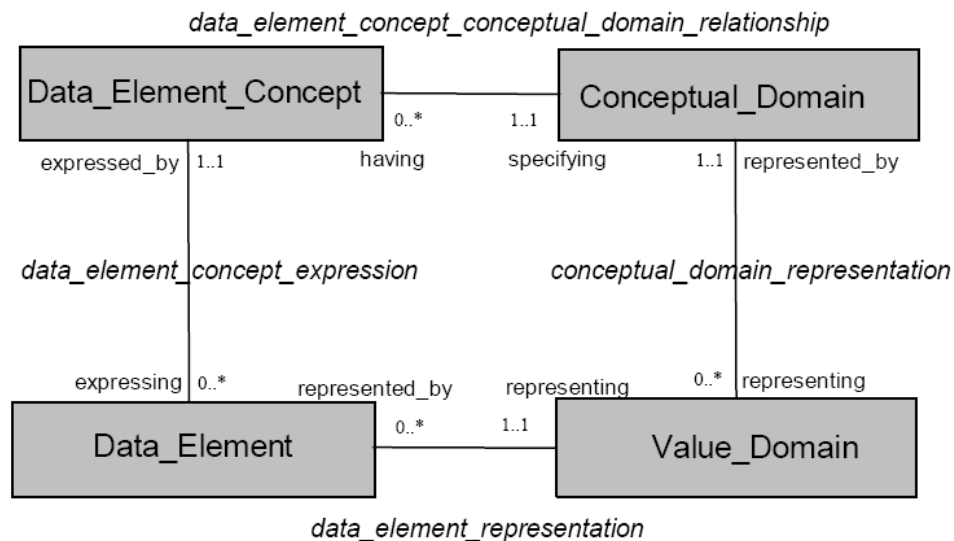 data_element_concept_conceptual_domain_relationship
Data_Element_Concept
Conceptual_Domain
0..* 1..1
expressed_by 1..1 having specifying 1..1 represented_by
data_element_concept_expression
conceptual_domain_representation
expressing 0..* represented_by representing 0..* representing
Data_Element 0..* 1..1 Value_Domain
data_element_representation